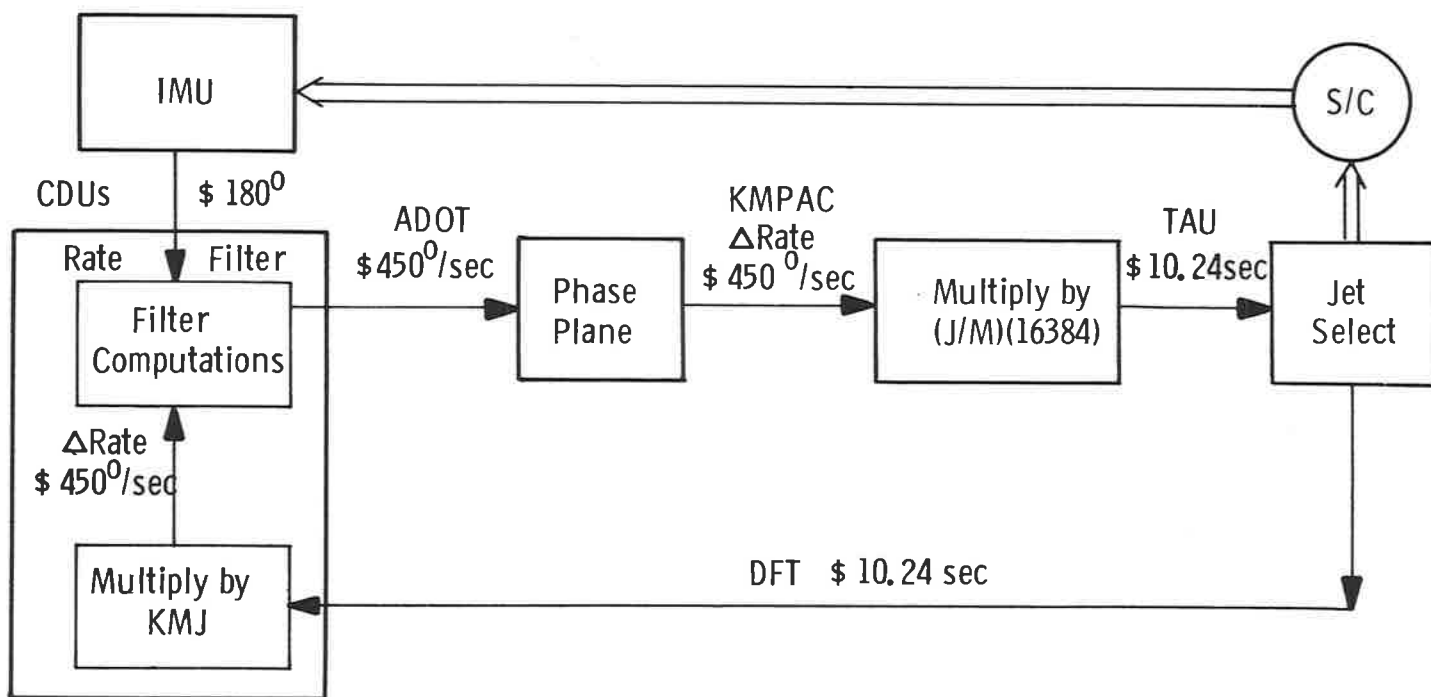 IMU
S/C
CDUs
$ 180⁰
Rate Filter
Filter
Computations
ADOT
$450⁰/sec
Phase
Plane
KMPAC
ΔRate
$ 450 ⁰/sec
Multiply by
(J/M)(16384)
TAU
$ 10.24sec
Jet
Select
ΔRate
$ 450⁰/sec
Multiply by
KMJ
DFT $ 10.24 sec